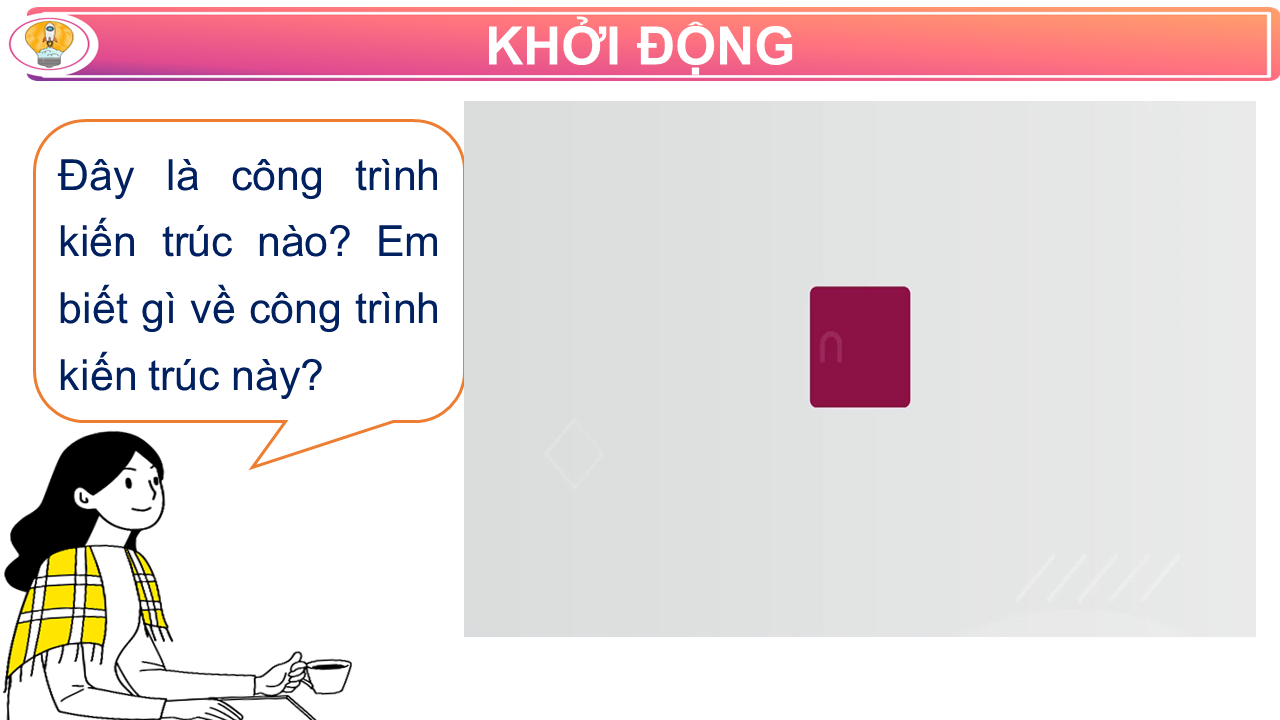 KHỞI ĐỘNG
Đây là công trình
kiến trúc nào? Em
biết gì về công trình
kiến trúc này?